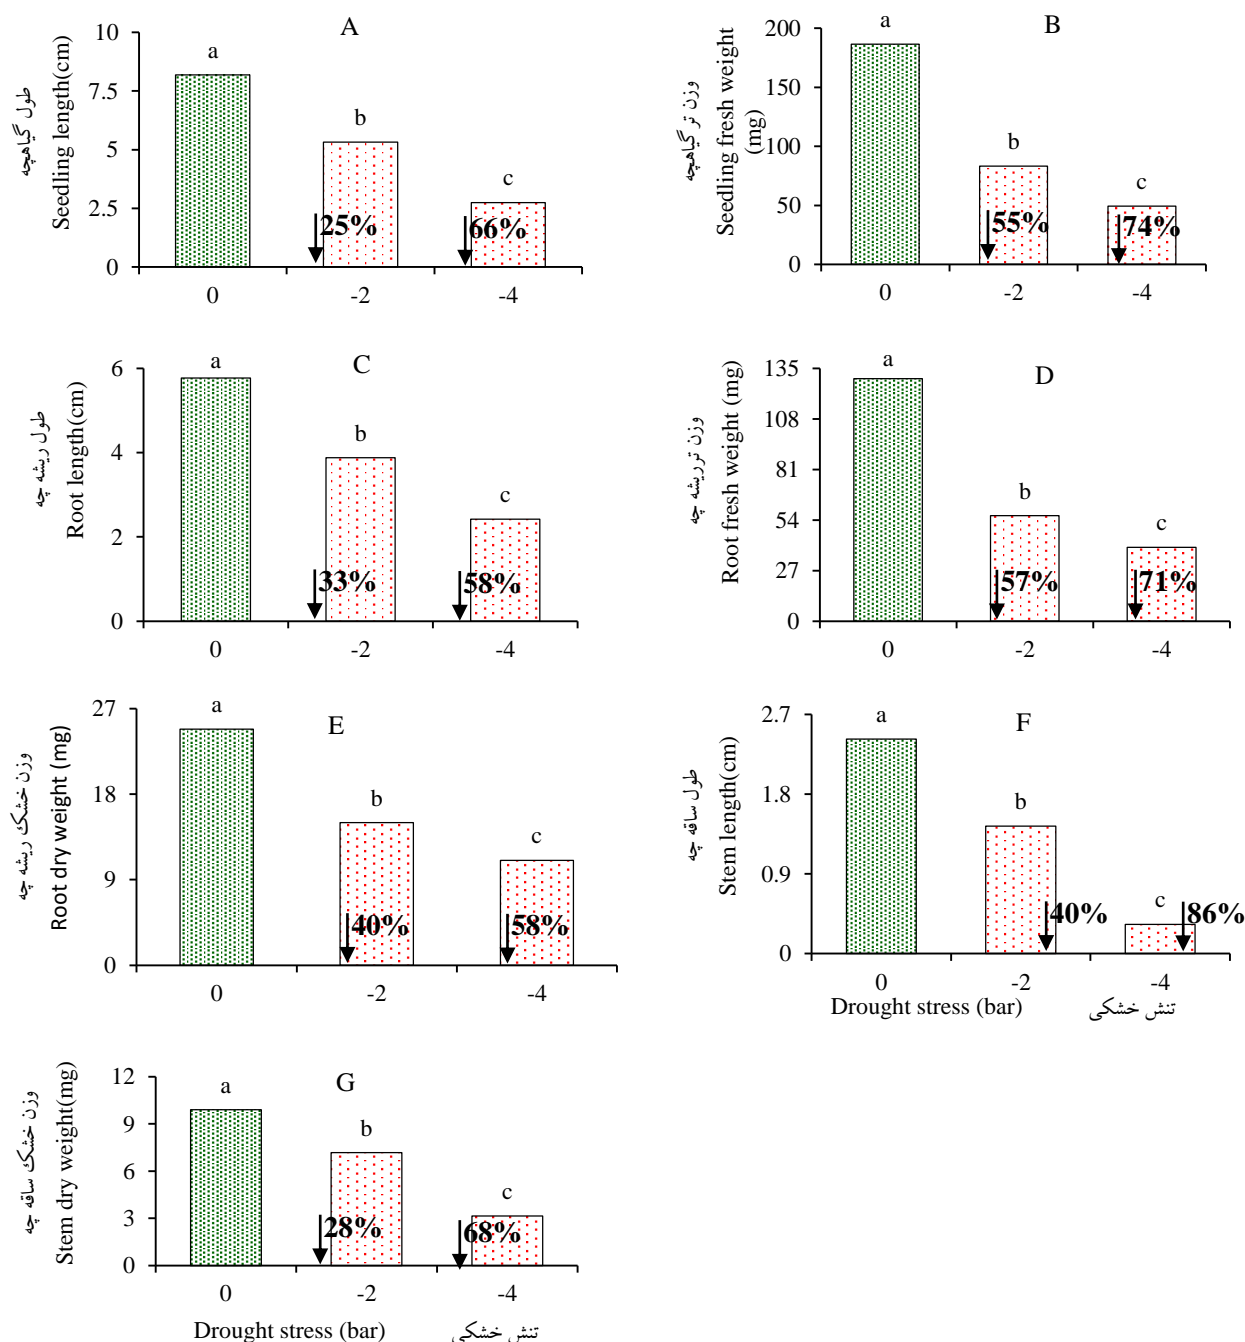 A
طول گیاهچه
Seedling length(cm)
10
7.5
5
2.5
0
a
b
c
25%
66%
0
-2
-4
B
وزن تر گیاهچه
Seedling fresh weight
(mg)
200
150
100
50
0
a
b
c
55%
74%
0
-2
-4
C
طول ریشه چه
Root length(cm)
6
4
2
0
a
b
c
33%
58%
0
-2
-4
D
وزن ترریشه چه
Root fresh weight (mg)
135
108
81
54
27
0
a
b
c
57%
71%
0
-2
-4
E
وزن خشک ریشه چه
Root dry weight (mg)
27
18
9
0
a
b
c
40%
58%
0
-2
-4
F
طول ساقه چه
Stem length(cm)
2.7
1.8
0.9
0
a
b
c
40%
86%
0
-2
-4
Drought stress (bar) تنش خشکی
G
وزن خشک ساقه چه
Stem dry weight(mg)
12
9
6
3
0
a
b
c
28%
68%
0
-2
-4
Drought stress (bar) تنش خشکی